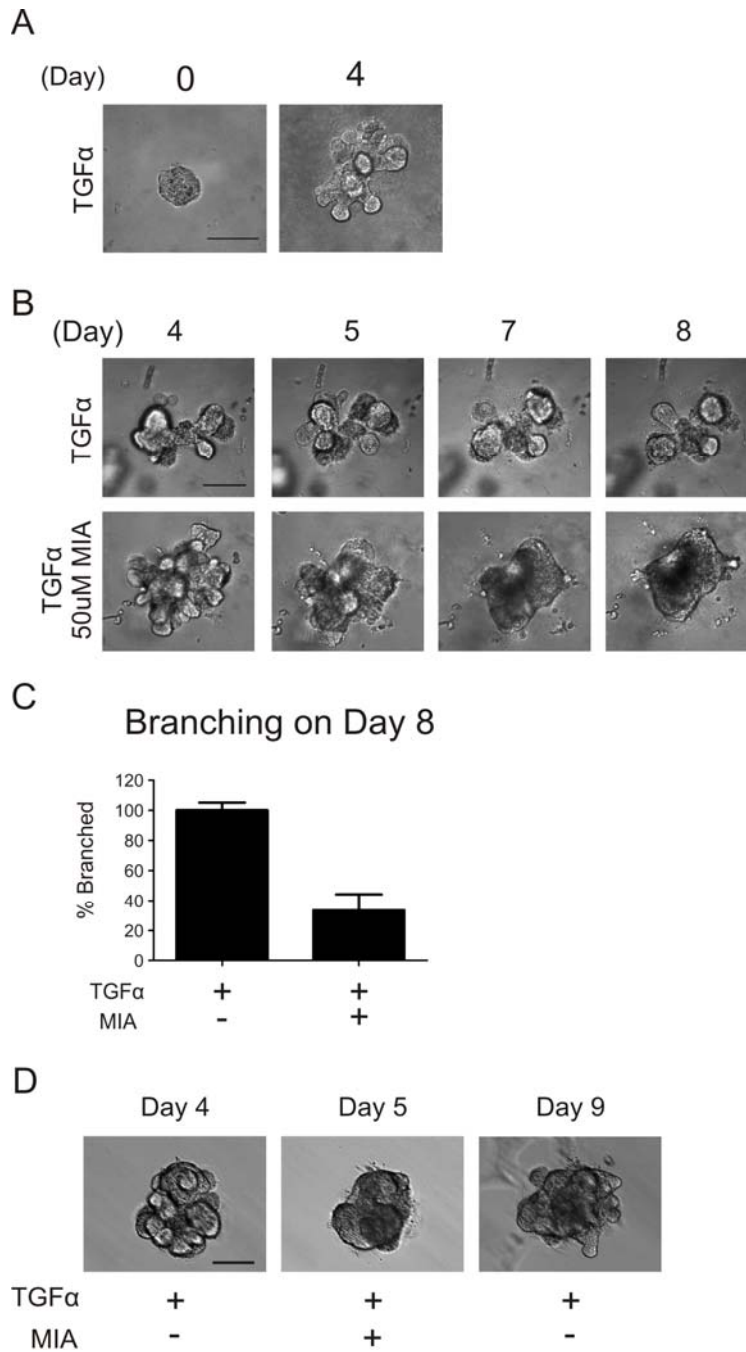 A
(Day) 0 4
TGFα
B
(Day) 4 5 7 8
TGFα
TGFα
50uM MIA
C
Branching on Day 8
120
100
80
60
40
20
0
% Branched
TGFα + +
MIA - +
D
Day 4 Day 5 Day 9
TGFα + + +
MIA - + -